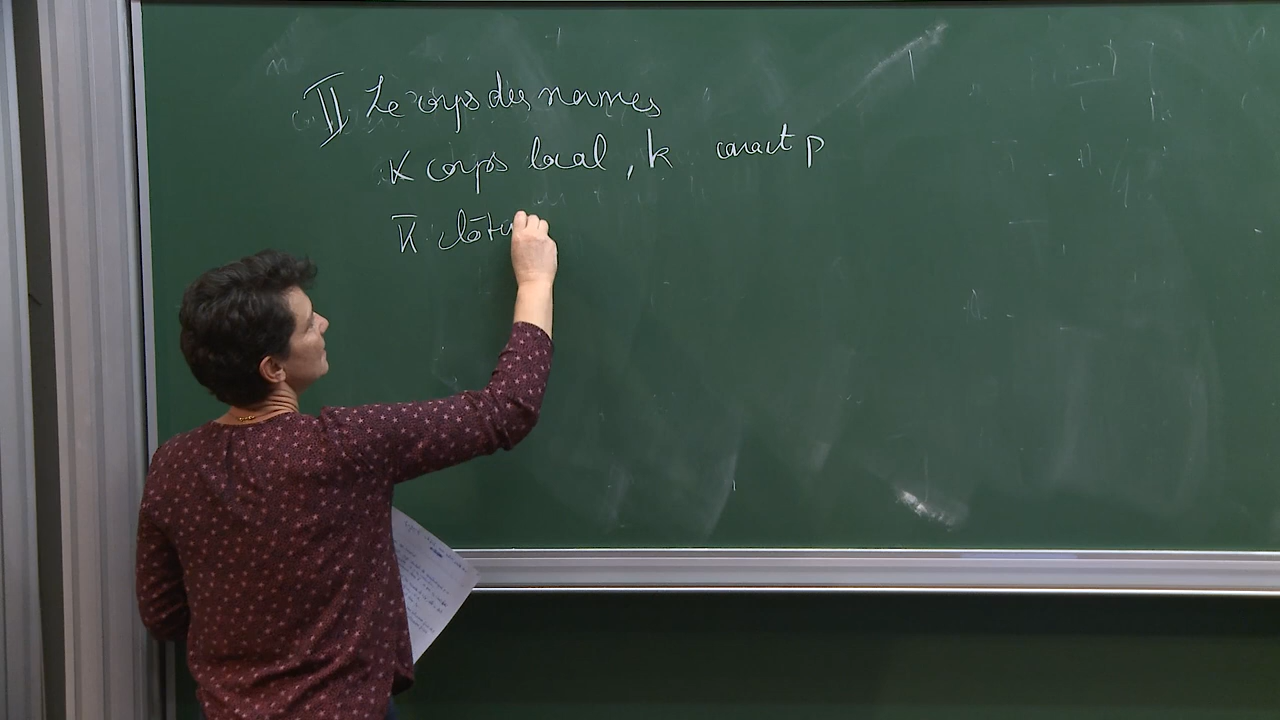 II Le corps des normes
K corps local, k caract p
K̄ clôtu